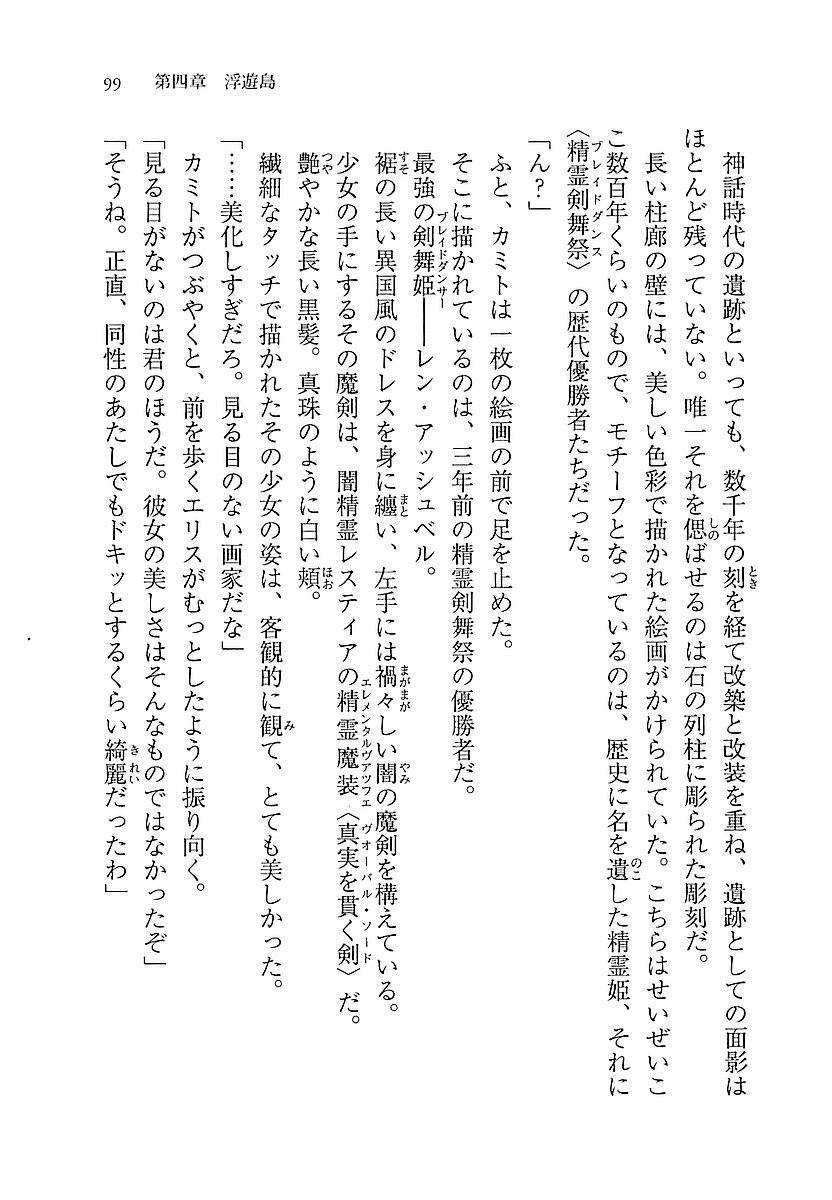 99　第四章　浮遊島
　神話時代の遺跡といっても、数千年の刻を経て改築と改装を重ね、遺跡としての面影は
ほとんど残っていない。唯一それを偲ばせるのは石の列柱に彫られた彫刻だ。
　長い柱廊の壁には、美しい色彩で描かれた絵画がかけられていた。こちらはせいぜいこ
こ数百年くらいのもので、モチーフとなっているのは、歴史に名を遺した精霊姫、それに
〈精霊剣舞祭〉の歴代優勝者たちだった。
「ん？」
　ふと、カミトは一枚の絵画の前で足を止めた。
　そこに描かれているのは、三年前の精霊剣舞祭の優勝者だ。
　最強の剣舞姫――レン・アッシュベル。
　裾の長い異国風のドレスを身に纏い、左手には禍々しい闇の魔剣を構えている。
　少女の手にするその魔剣は、闇精霊レスティアの精霊魔装〈真実を貫く剣〉だ。
　艶やかな長い黒髪。真珠のように白い頬。
　繊細なタッチで描かれたその少女の姿は、客観的に観て、とても美しかった。
「……美化しすぎだろ。見る目のない画家だな」
　カミトがつぶやくと、前を歩くエリスがむっとしたように振り向く。
「見る目がないのは君のほうだ。彼女の美しさはそんなものではなかったぞ」
「そうね。正直、同性のあたしでもドキッとするくらい綺麗だったわ」